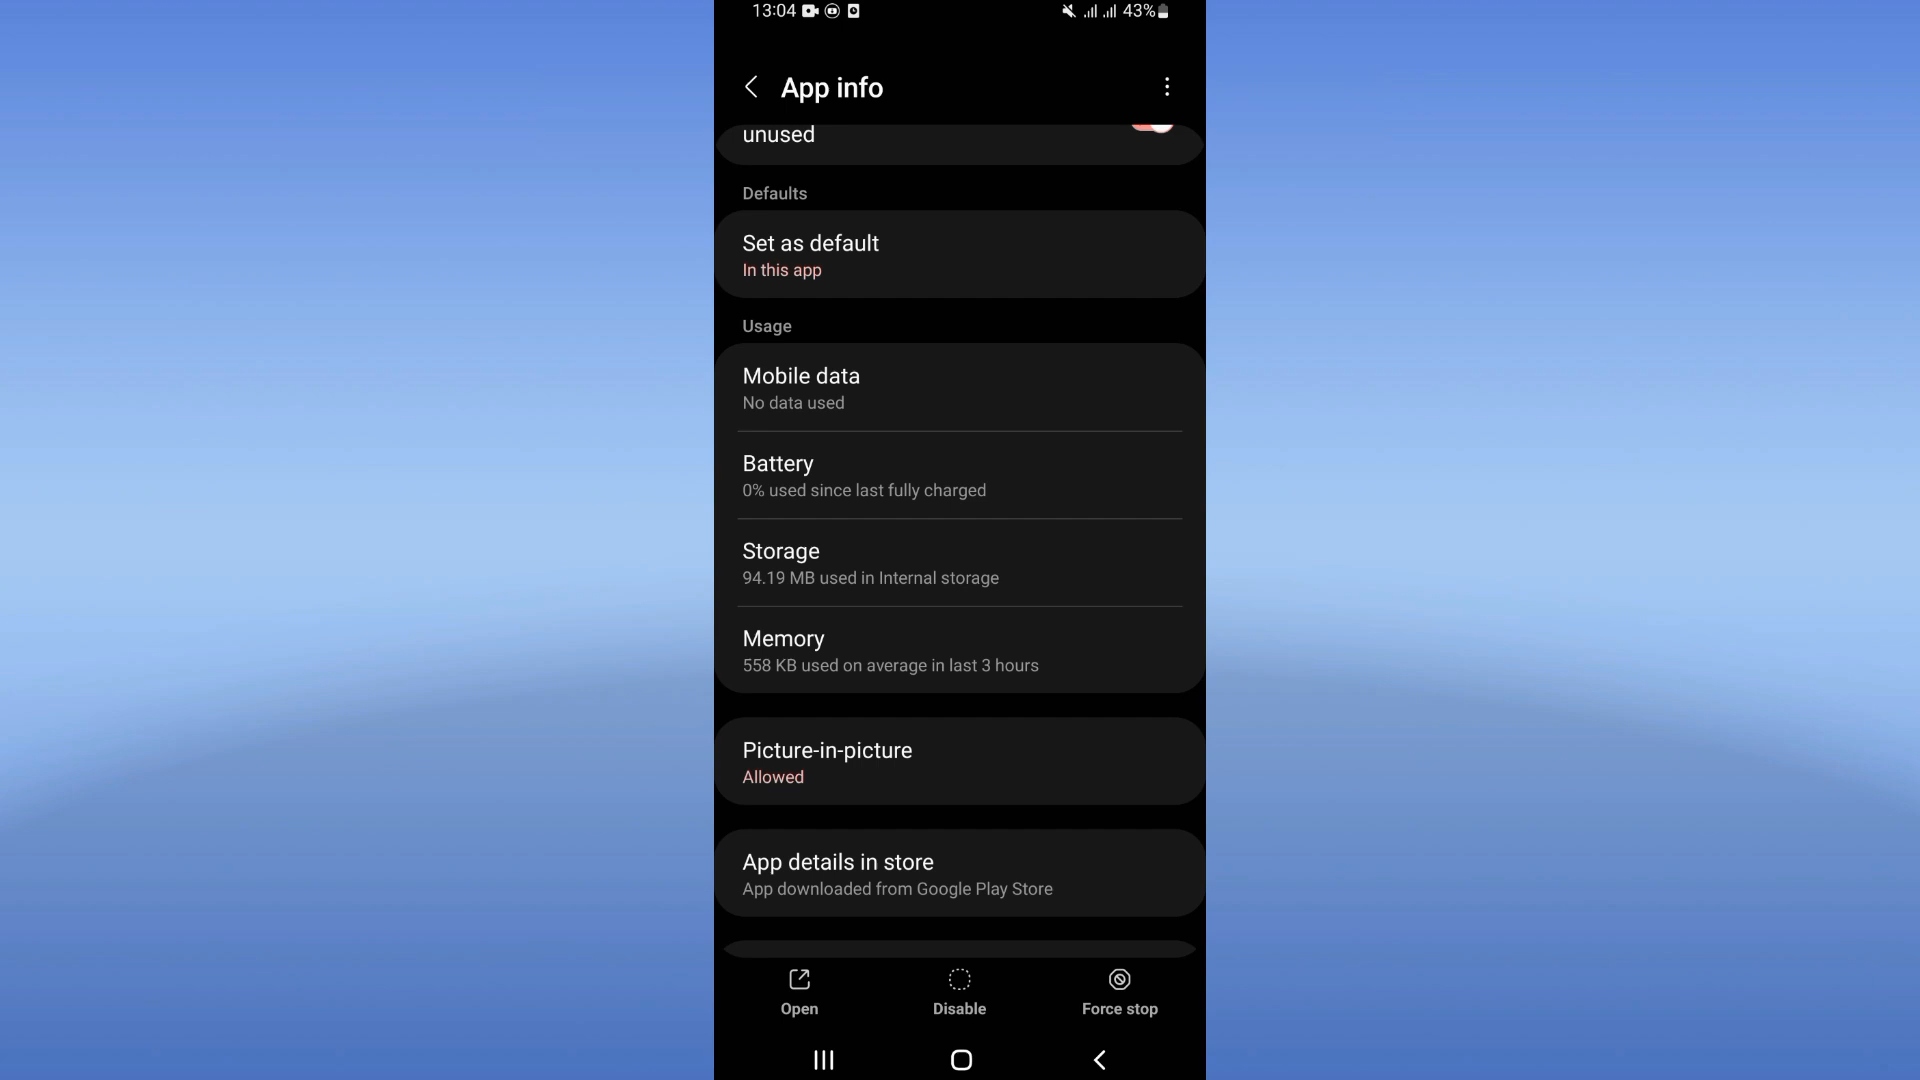 13:04 43%
App info
unused
Defaults
Set as default
In this app
Usage
Mobile data
No data used
Battery
0% used since last fully charged
Storage
94.19 MB used in Internal storage
Memory
558 KB used on average in last 3 hours
Picture-in-picture
Allowed
App details in store
App downloaded from Google Play Store
Open Disable Force stop